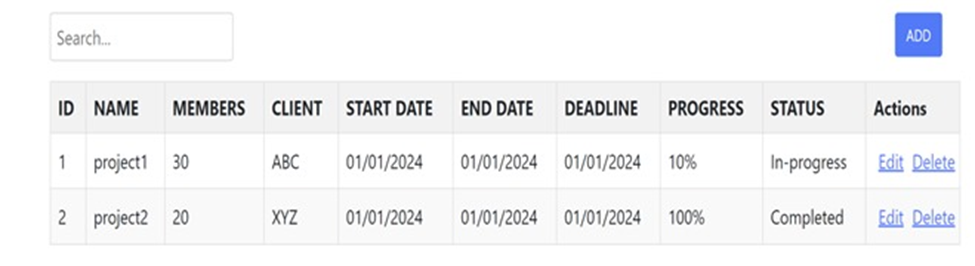 Search... ADD
ID NAME MEMBERS CLIENT START DATE END DATE DEADLINE PROGRESS STATUS Actions
1 project1 30 ABC 01/01/2024 01/01/2024 01/01/2024 10% In-progress Edit Delete
2 project2 20 XYZ 01/01/2024 01/01/2024 01/01/2024 100% Completed Edit Delete